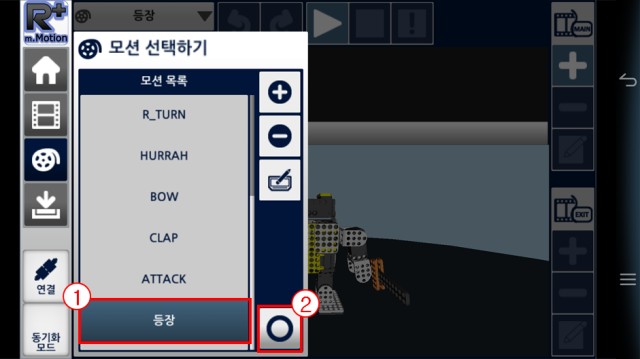 R+
m.Motion
등장
MAIN
모션 선택하기
모션 목록
R_TURN
HURRAH
BOW
CLAP
ATTACK
등장
1
2
EXIT
연결
동기화
모드